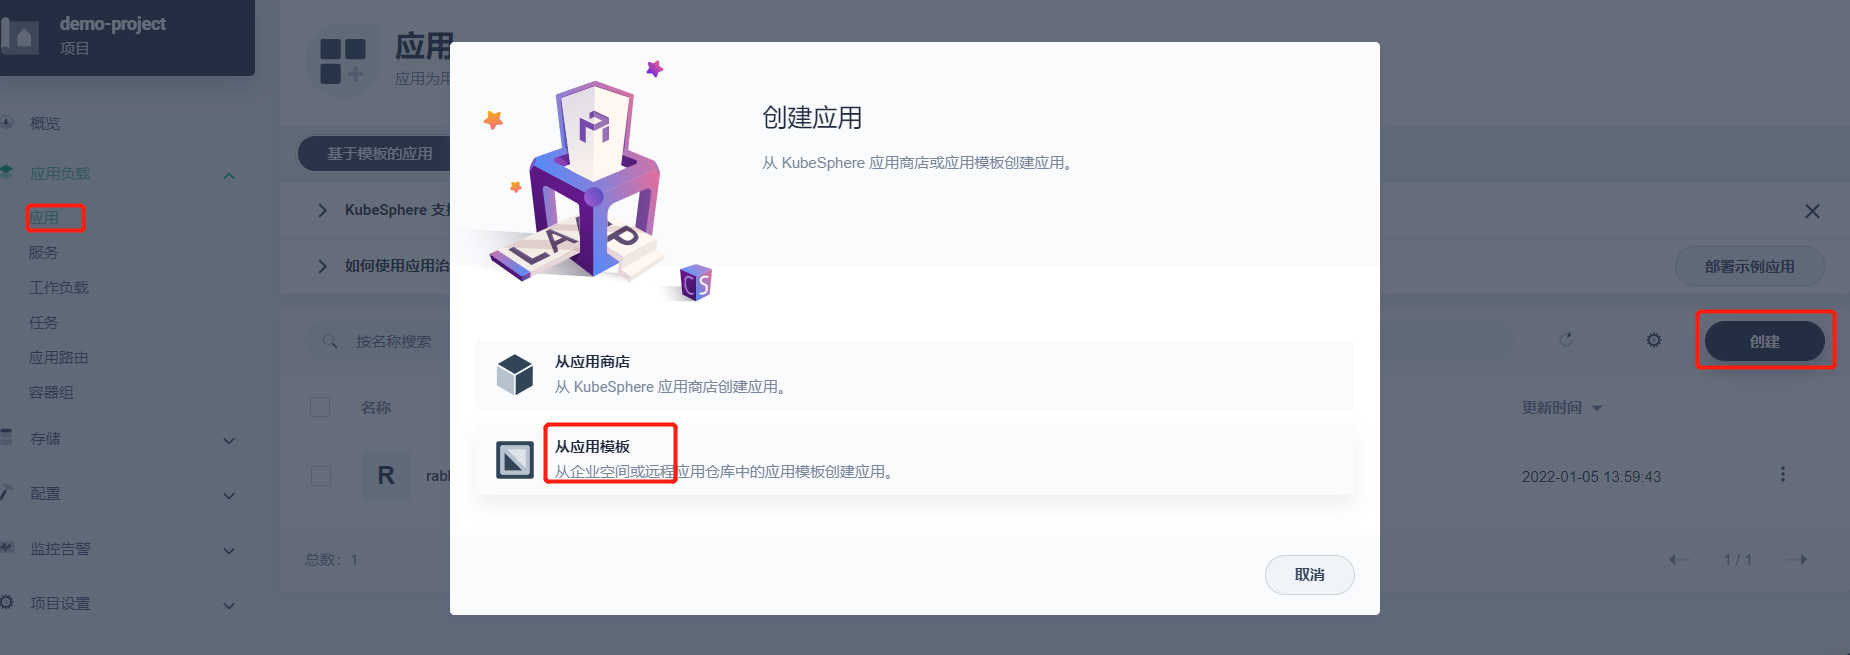 demo-project
项目
概览
应用负载
应用
服务
工作负载
任务
应用路由
容器组
存储
配置
监控告警
项目设置
应用
应用为用
基于模板的应用
KubeSphere 支
如何使用应用治
部署示例应用
按名称搜索
创建
名称
更新时间
R
rabl
2022-01-05 13:59:43
总数：1
1 / 1
LAP
CS
创建应用
从 KubeSphere 应用商店或应用模板创建应用。
从应用商店
从 KubeSphere 应用商店创建应用。
从应用模板
从企业空间或远程应用仓库中的应用模板创建应用。
取消